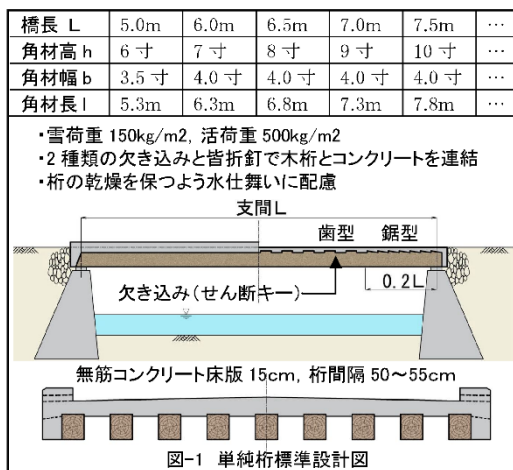 橋長 L 5.0m 6.0m 6.5m 7.0m 7.5m …
角材高 h 6 寸 7 寸 8 寸 9 寸 10 寸 …
角材幅 b 3.5 寸 4.0 寸 4.0 寸 4.0 寸 4.0 寸 …
角材長 l 5.3m 6.3m 6.8m 7.3m 7.8m …
・雪荷重 150kg/m2, 活荷重 500kg/m2
・2 種類の欠き込みと皆折釘で木桁とコンクリートを連結
・桁の乾燥を保つよう水仕舞いに配慮
支間L
歯型 鋸型
欠き込み(せん断キー) 0.2L
無筋コンクリート床版 15cm, 桁間隔 50~55cm
図-1 単純桁標準設計図